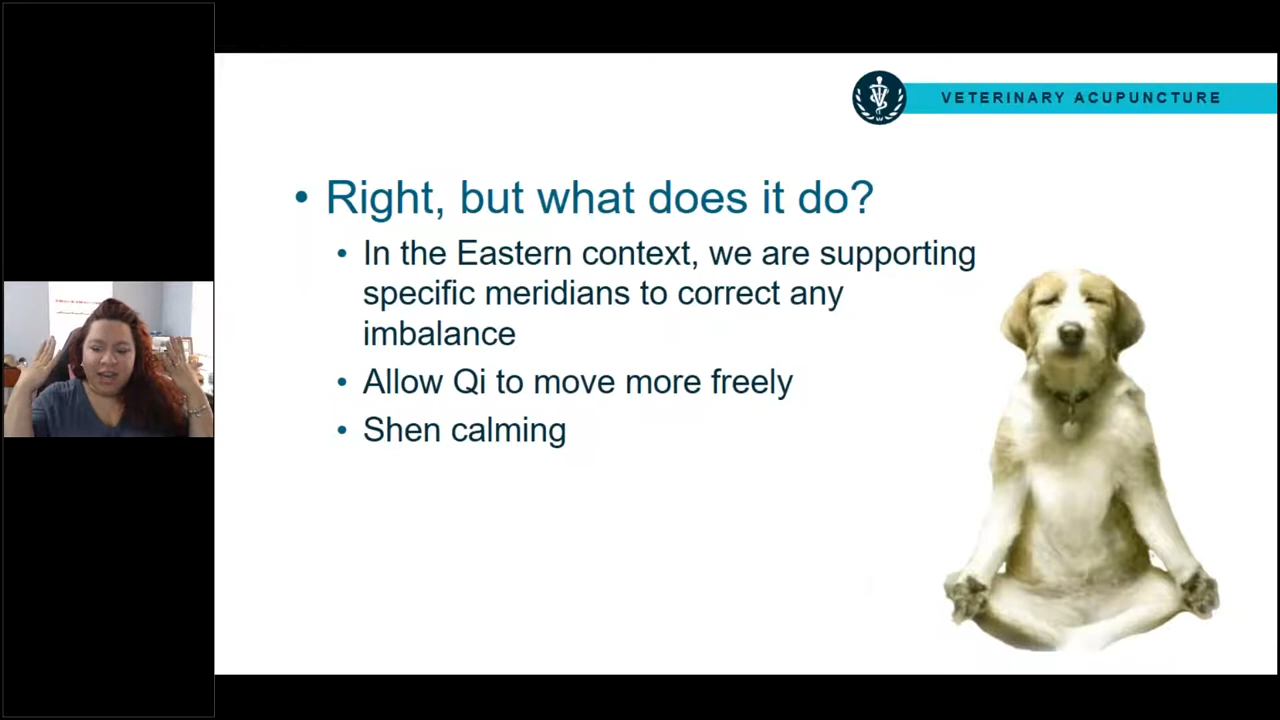 VETERINARY ACUPUNCTURE
• Right, but what does it do?
• In the Eastern context, we are supporting
specific meridians to correct any
imbalance
• Allow Qi to move more freely
• Shen calming